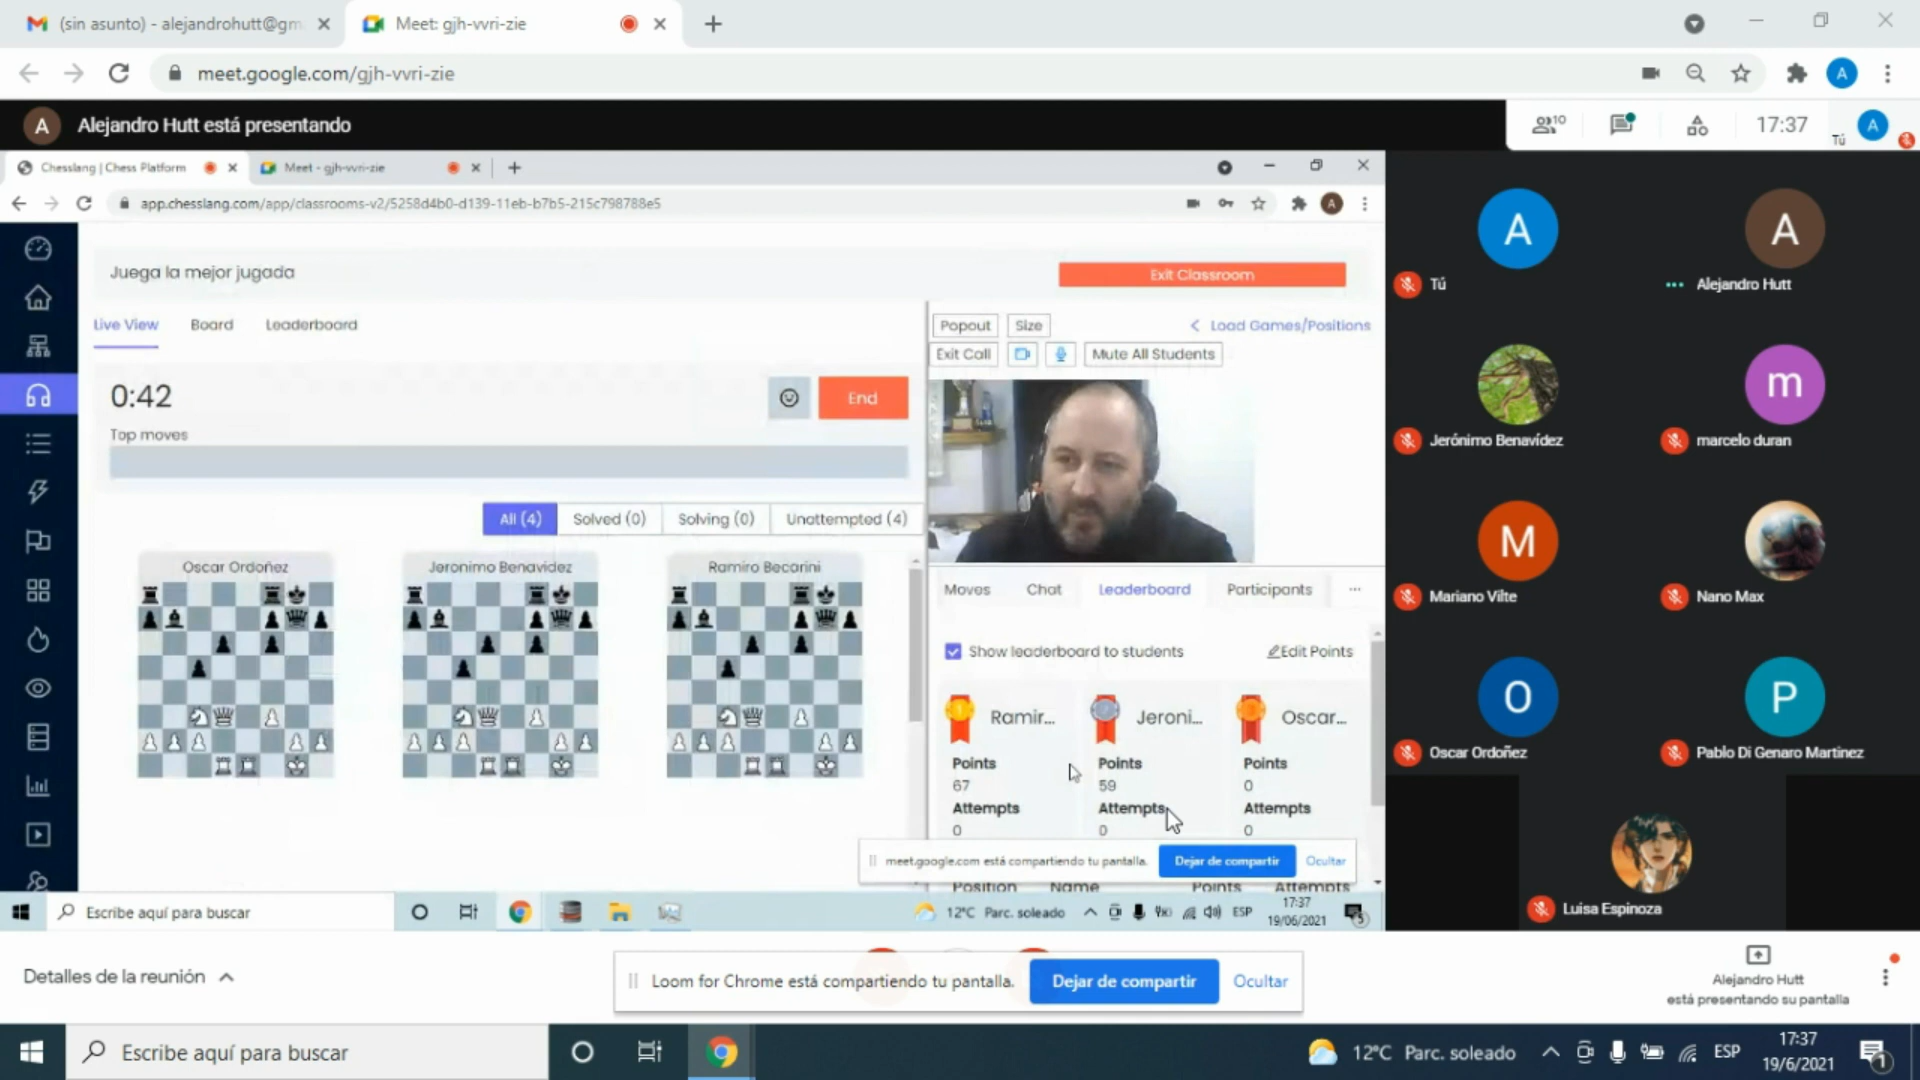 (sin asunto) - alejandrohutt@gm
Meet: gjh-vvri-zie
meet.google.com/gjh-vvri-zie
A
A
Alejandro Hutt está presentando
10
17:37
Tú
A
Chesslang | Chess Platform
Meet - gjh-vvri-zie
app.chesslang.com/app/classrooms-v2/5258d4b0-d139-11eb-b7b5-215c798788e5
A
Juega la mejor jugada
Exit Classroom
Live View
Board
Leaderboard
Popout
Size
Load Games/Positions
Exit Call
Mute All Students
0:42
End
Top moves
All (4)
Solved (0)
Solving (0)
Unattempted (4)
Oscar Ordoñez
Jeronimo Benavidez
Ramiro Becarini
Moves
Chat
Leaderboard
Participants
...
Show leaderboard to students
Edit Points
Ramir...
Jeroni...
Oscar...
Points
Points
Points
67
59
0
Attempts
Attempts
Attempts
0
0
0
meet.google.com está compartiendo tu pantalla.
Dejar de compartir
Ocultar
Position
Name
Points
Attempts
Escribe aquí para buscar
12°C Parc. soleado
ESP
17:37
19/06/2021
5
A
Tú
A
Alejandro Hutt
Jerónimo Benavídez
m
marcelo duran
M
Mariano Vilte
Nano Max
O
Oscar Ordoñez
P
Pablo Di Genaro Martinez
Luisa Espinoza
Detalles de la reunión
Loom for Chrome está compartiendo tu pantalla.
Dejar de compartir
Ocultar
Alejandro Hutt
está presentando su pantalla
Escribe aquí para buscar
12°C Parc. soleado
ESP
17:37
19/6/2021
1